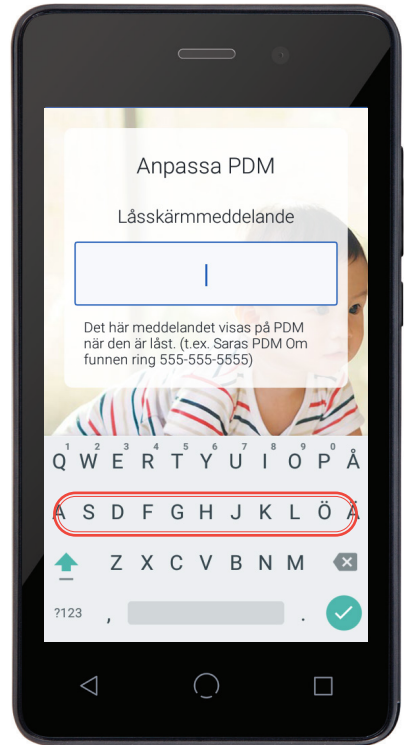 Anpassa PDM
Låsskärmmeddelande
Det här meddelandet visas på PDM
när den är låst. (t.ex. Saras PDM Om
funnen ring 555-555-5555)
1 2 3 4 5 6 7 8 9 0
Q W E R T Y U I O P Å
A S D F G H J K L Ö Ä
Z X C V B N M
?123 , .